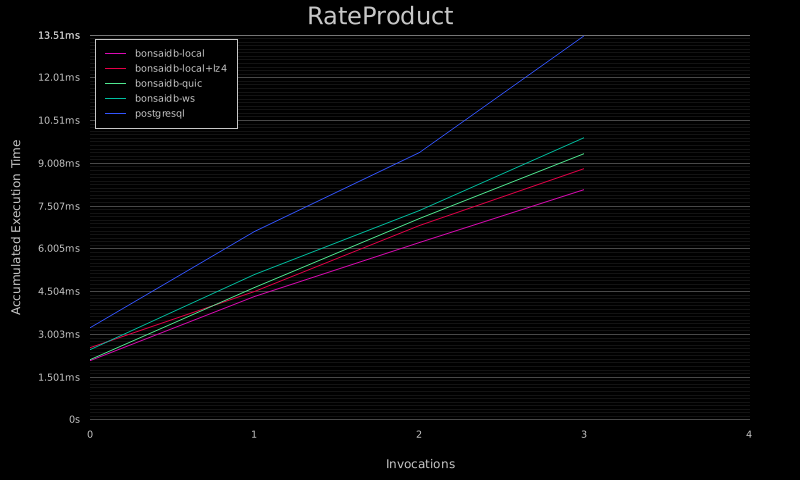 RateProduct
13.51ms
12.01ms
10.51ms
9.008ms
7.507ms
6.005ms
4.504ms
3.003ms
1.501ms
0s
Accumulated Execution Time
bonsaidb-local
bonsaidb-local+lz4
bonsaidb-quic
bonsaidb-ws
postgresql
0 1 2 3 4
Invocations